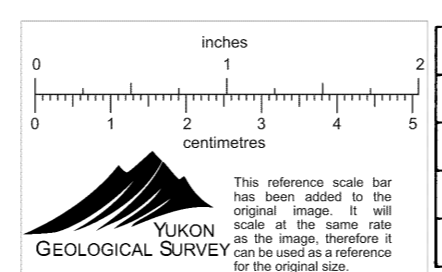 inches
0 1 2
0 1 2 3 4 5
centimetres
This reference scale bar
has been added to the
original image. It will
scale at the same rate
as the image, therefore it
can be used as a reference
for the original size.
YUKON
GEOLOGICAL SURVEY